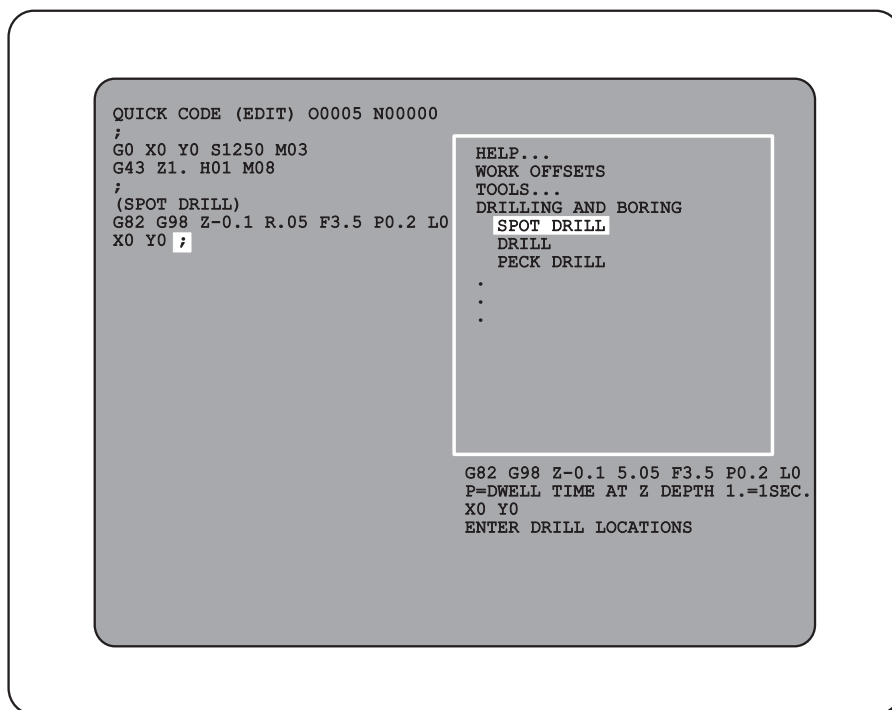 QUICK CODE (EDIT) O0005 N00000
;
G0 X0 Y0 S1250 M03
G43 Z1. H01 M08
;
(SPOT DRILL)
G82 G98 Z-0.1 R.05 F3.5 P0.2 L0
X0 Y0 ;
HELP...
WORK OFFSETS
TOOLS...
DRILLING AND BORING
SPOT DRILL
DRILL
PECK DRILL
.
.
.
G82 G98 Z-0.1 5.05 F3.5 P0.2 L0
P=DWELL TIME AT Z DEPTH 1.=1SEC.
X0 Y0
ENTER DRILL LOCATIONS